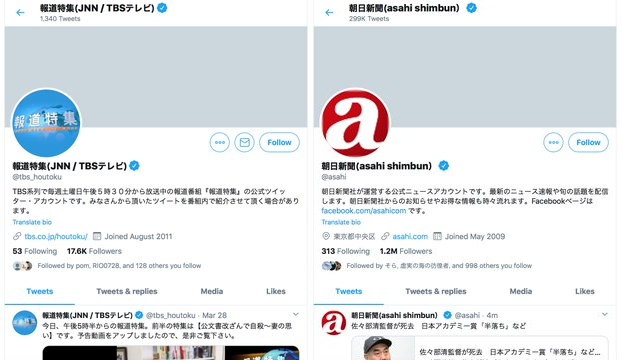 報道特集(JNN / TBSテレビ)
1,340 Tweets
報道特集
Follow
報道特集(JNN / TBSテレビ)
@tbs_houtoku
TBS系列で毎週土曜日午後5時30分から放送中の報道番組『報道特集』の公式ツイッ
ター・アカウントです。みなさんから頂いたツイートを番組内で紹介させて頂く場合があり
ます。
Translate bio
tbs.co.jp/houtoku/ Joined August 2011
53 Following 17.6K Followers
Followed by pom, RIO0728, and 128 others you follow
Tweets Tweets & replies Media Likes
報道特集(JNN / TBSテレビ) @tbs_houtoku · Mar 28
今日、午後5時半からの報道特集。前半の特集は【公文書改ざんで自殺〜妻の思
い】です。予告動画をアップしましたので、是非ご覧下さい。
朝日新聞(asahi shimbun)
299K Tweets
a
Follow
朝日新聞(asahi shimbun)
@asahi
朝日新聞社が運営する公式ニュースアカウントです。最新のニュース速報や旬の話題を配信
します。朝日新聞社からのお知らせやお得な情報も時々流れます。Facebookページは
facebook.com/asahicom です。
Translate bio
東京都中央区 asahi.com Joined May 2009
313 Following 1.2M Followers
Followed by そら, 虚実の海の彷徨者, and 998 others you follow
Tweets Tweets & replies Media Likes
朝日新聞(asahi shimbun) @asahi · 4m
佐々部清監督が死去 日本アカデミー賞「半落ち」など
佐々部清監督が死去 日本アカデミー賞「半落ち」など